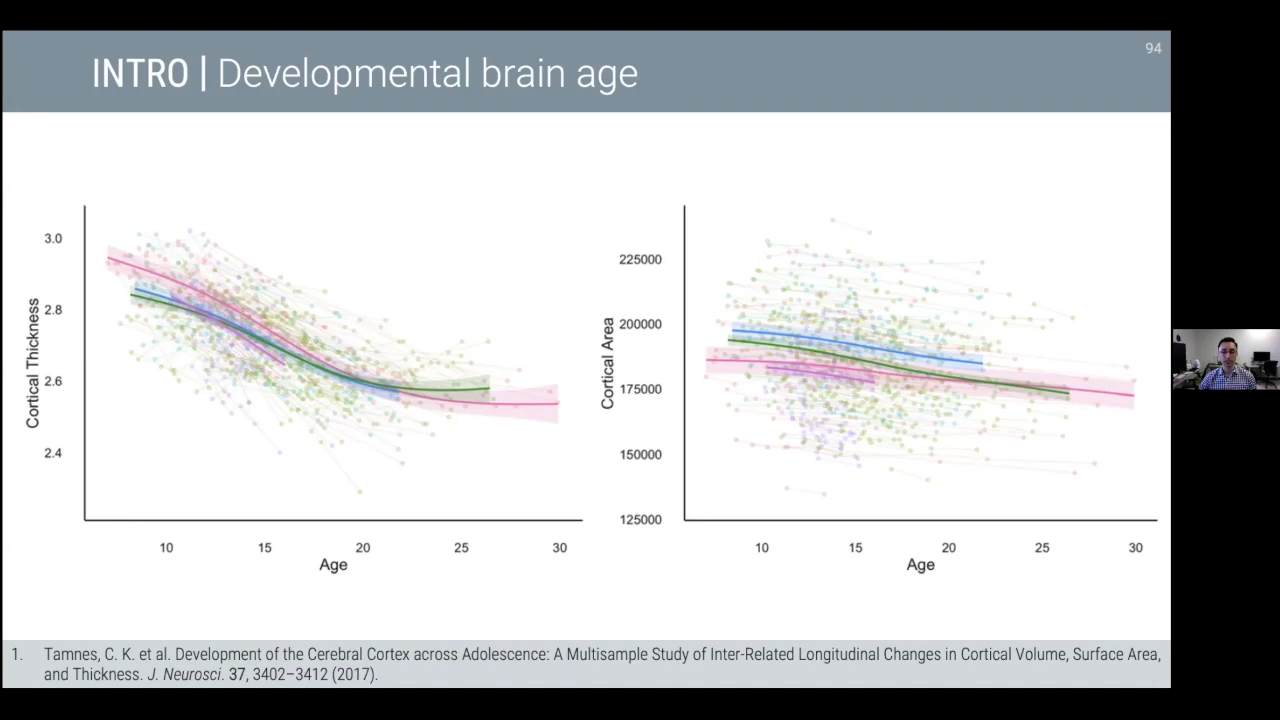 94
INTRO | Developmental brain age
3.0
2.8
2.6
2.4
Cortical Thickness
10 15 20 25 30
Age
225000
200000
175000
150000
125000
Cortical Area
10 15 20 25 30
Age
1. Tamnes, C. K. et al. Development of the Cerebral Cortex across Adolescence: A Multisample Study of Inter-Related Longitudinal Changes in Cortical Volume, Surface Area,
and Thickness. J. Neurosci. 37, 3402–3412 (2017).